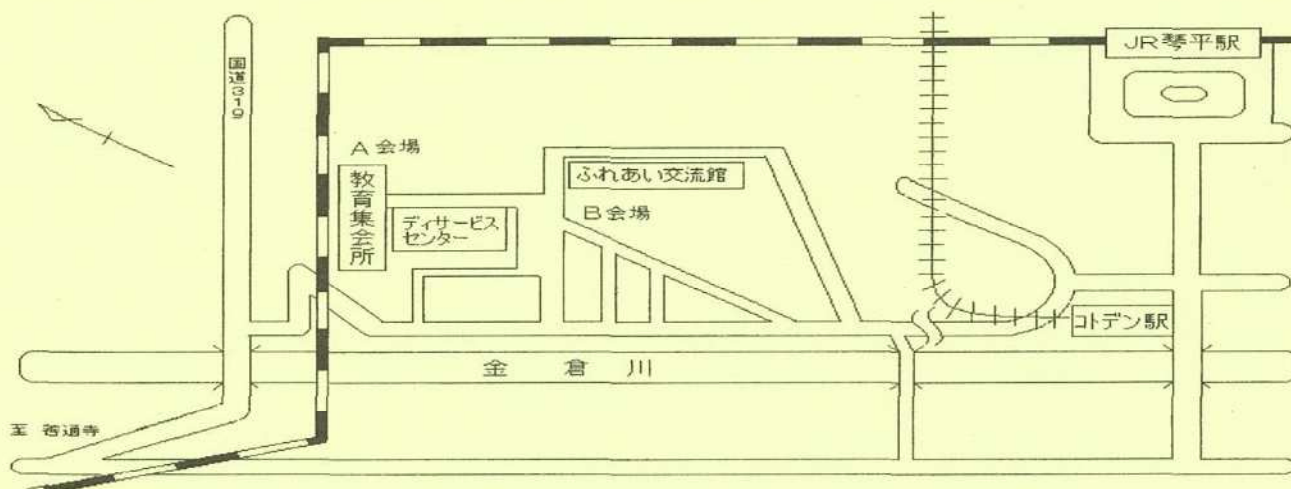 JR琴平駅
国道319
A会場
教育集会所
ふれあい交流館
B会場
ディサービス
センター
コトデン駅
金倉川
至 善通寺